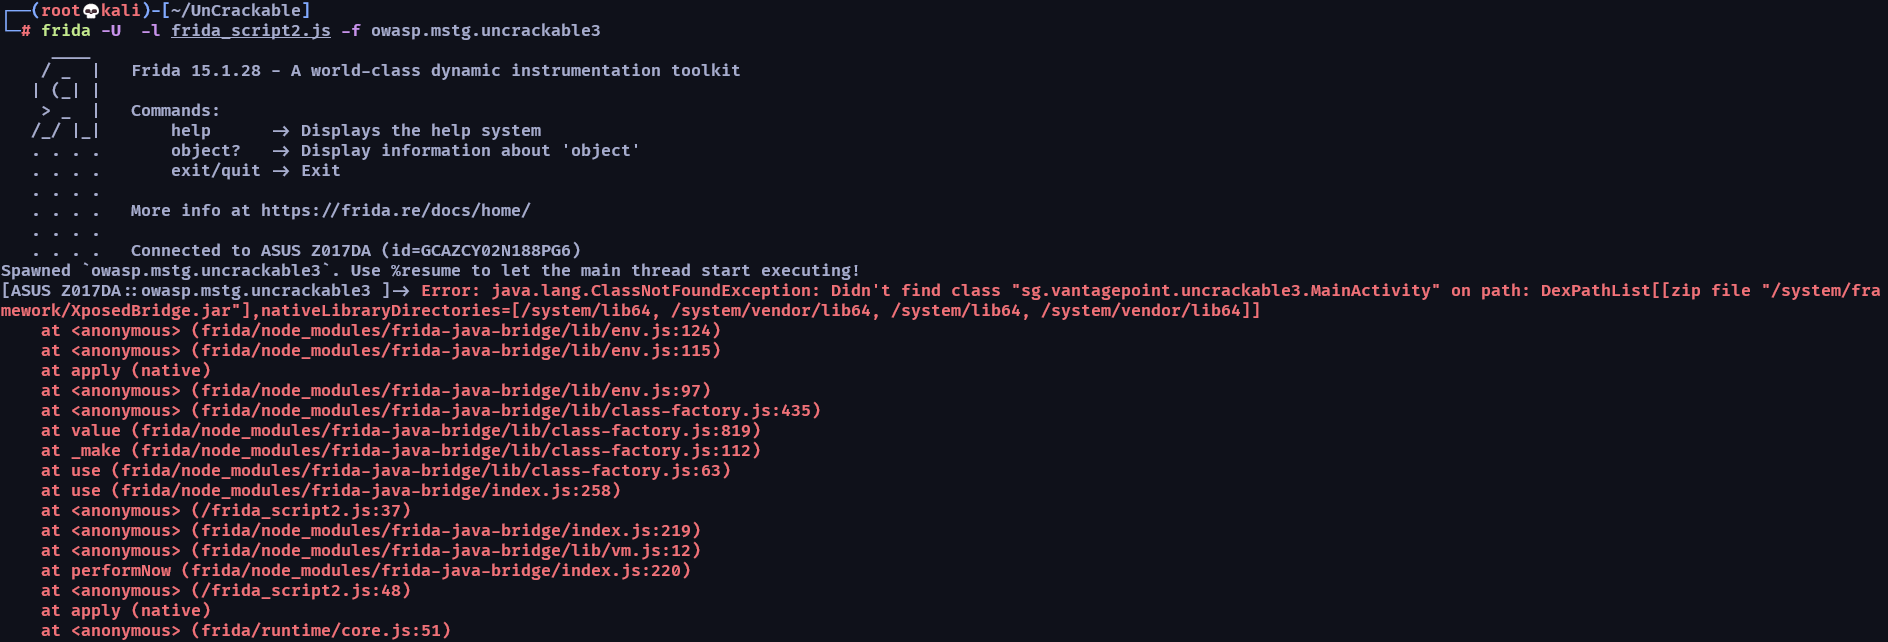 ┌──(root💀kali)-[~/UnCrackable]
└─# frida -U  -l frida_script2.js -f owasp.mstg.uncrackable3
     ____
    / _  |   Frida 15.1.28 - A world-class dynamic instrumentation toolkit
   | (_| |
    > _  |   Commands:
   /_/ |_|       help      -> Displays the help system
   . . . .       object?   -> Display information about 'object'
   . . . .       exit/quit -> Exit
   . . . .
   . . . .   More info at https://frida.re/docs/home/
   . . . .
   . . . .   Connected to ASUS Z017DA (id=GCAZCY02N188PG6)
Spawned `owasp.mstg.uncrackable3`. Use %resume to let the main thread start executing!
[ASUS Z017DA::owasp.mstg.uncrackable3 ]-> Error: java.lang.ClassNotFoundException: Didn't find class "sg.vantagepoint.uncrackable3.MainActivity" on path: DexPathList[[zip file "/system/fra
mework/XposedBridge.jar"],nativeLibraryDirectories=[/system/lib64, /system/vendor/lib64, /system/lib64, /system/vendor/lib64]]
    at <anonymous> (frida/node_modules/frida-java-bridge/lib/env.js:124)
    at <anonymous> (frida/node_modules/frida-java-bridge/lib/env.js:115)
    at apply (native)
    at <anonymous> (frida/node_modules/frida-java-bridge/lib/env.js:97)
    at <anonymous> (frida/node_modules/frida-java-bridge/lib/class-factory.js:435)
    at value (frida/node_modules/frida-java-bridge/lib/class-factory.js:819)
    at _make (frida/node_modules/frida-java-bridge/lib/class-factory.js:112)
    at use (frida/node_modules/frida-java-bridge/lib/class-factory.js:63)
    at use (frida/node_modules/frida-java-bridge/index.js:258)
    at <anonymous> (/frida_script2.js:37)
    at <anonymous> (frida/node_modules/frida-java-bridge/index.js:219)
    at <anonymous> (frida/node_modules/frida-java-bridge/lib/vm.js:12)
    at performNow (frida/node_modules/frida-java-bridge/index.js:220)
    at <anonymous> (/frida_script2.js:48)
    at apply (native)
    at <anonymous> (frida/runtime/core.js:51)